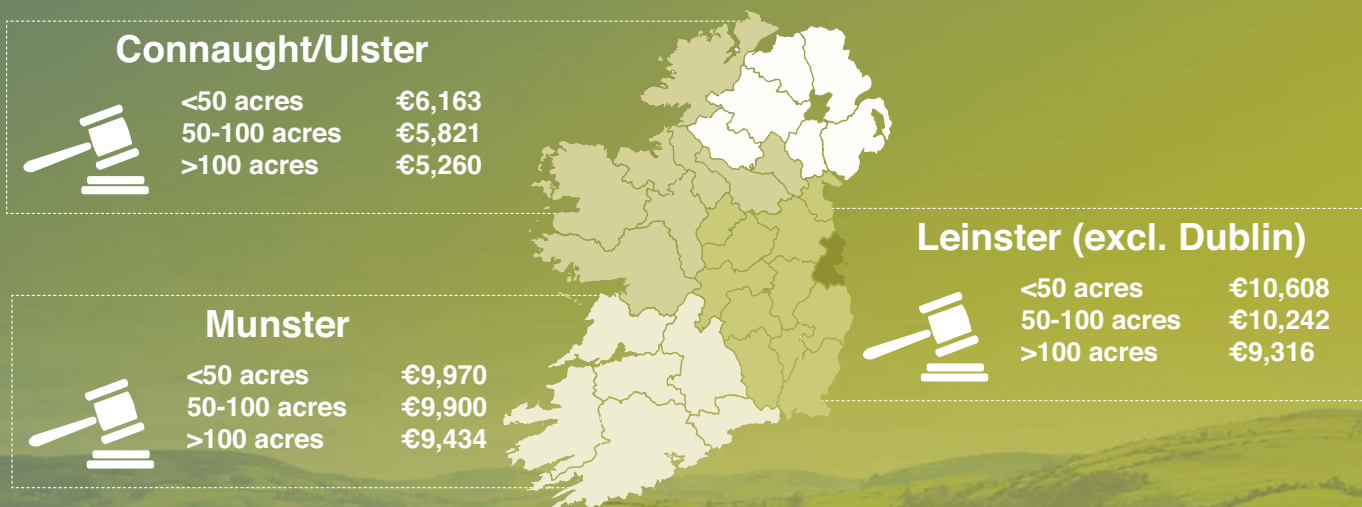 Connaught/Ulster
<50 acres €6,163
50-100 acres €5,821
>100 acres €5,260
Leinster (excl. Dublin)
<50 acres €10,608
50-100 acres €10,242
>100 acres €9,316
Munster
<50 acres €9,970
50-100 acres €9,900
>100 acres €9,434